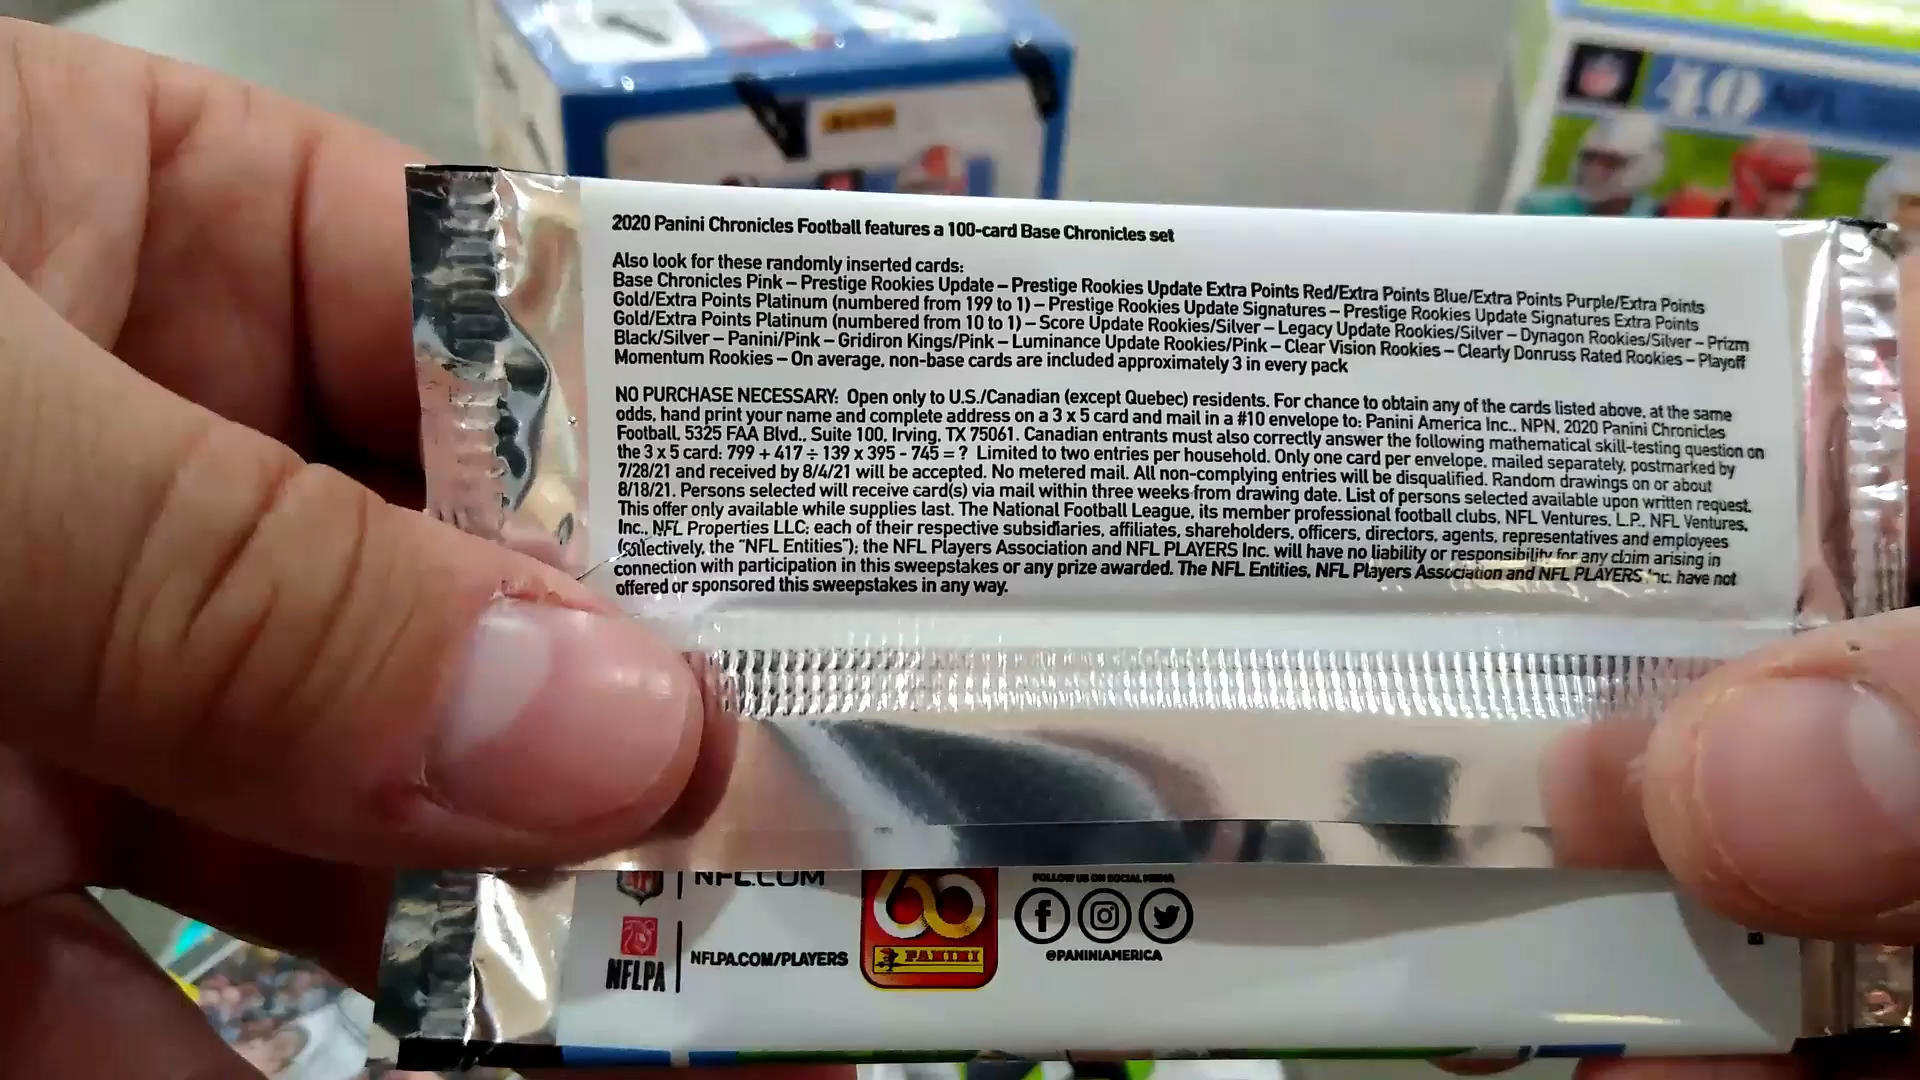 40 NFL
2020 Panini Chronicles Football features a 100-card Base Chronicles set
Also look for these randomly inserted cards:
Base Chronicles Pink – Prestige Rookies Update – Prestige Rookies Update Extra Points Red/Extra Points Blue/Extra Points Purple/Extra Points
Gold/Extra Points Platinum (numbered from 199 to 1) – Prestige Rookies Update Signatures – Prestige Rookies Update Signatures Extra Points
Gold/Extra Points Platinum (numbered from 10 to 1) – Score Update Rookies/Silver – Legacy Update Rookies/Silver – Dynagon Rookies/Silver – Prizm
Black/Silver – Panini/Pink – Gridiron Kings/Pink – Luminance Update Rookies/Pink – Clear Vision Rookies – Clearly Donruss Rated Rookies – Playoff
Momentum Rookies – On average, non-base cards are included approximately 3 in every pack
NO PURCHASE NECESSARY: Open only to U.S./Canadian (except Quebec) residents. For chance to obtain any of the cards listed above, at the same
odds, hand print your name and complete address on a 3 x 5 card and mail in a #10 envelope to: Panini America Inc., NPN, 2020 Panini Chronicles
Football, 5325 FAA Blvd., Suite 100, Irving, TX 75061. Canadian entrants must also correctly answer the following mathematical skill-testing question on
the 3 x 5 card: 799 + 417 ÷ 139 x 395 - 745 = ? Limited to two entries per household. Only one card per envelope, mailed separately, postmarked by
7/28/21 and received by 8/4/21 will be accepted. No metered mail. All non-complying entries will be disqualified. Random drawings on or about
8/18/21. Persons selected will receive card(s) via mail within three weeks from drawing date. List of persons selected available upon written request.
This offer only available while supplies last. The National Football League, its member professional football clubs, NFL Ventures, L.P., NFL Ventures,
Inc., NFL Properties LLC; each of their respective subsidiaries, affiliates, shareholders, officers, directors, agents, representatives and employees
(collectively, the "NFL Entities"); the NFL Players Association and NFL PLAYERS Inc. will have no liability or responsibility for any claim arising in
connection with participation in this sweepstakes or any prize awarded. The NFL Entities, NFL Players Association and NFL PLAYERS Inc. have not
offered or sponsored this sweepstakes in any way.
NFL.COM
NFLPA
NFLPA.COM/PLAYERS
60
PANINI
FOLLOW US ON SOCIAL MEDIA
@PANINIAMERICA